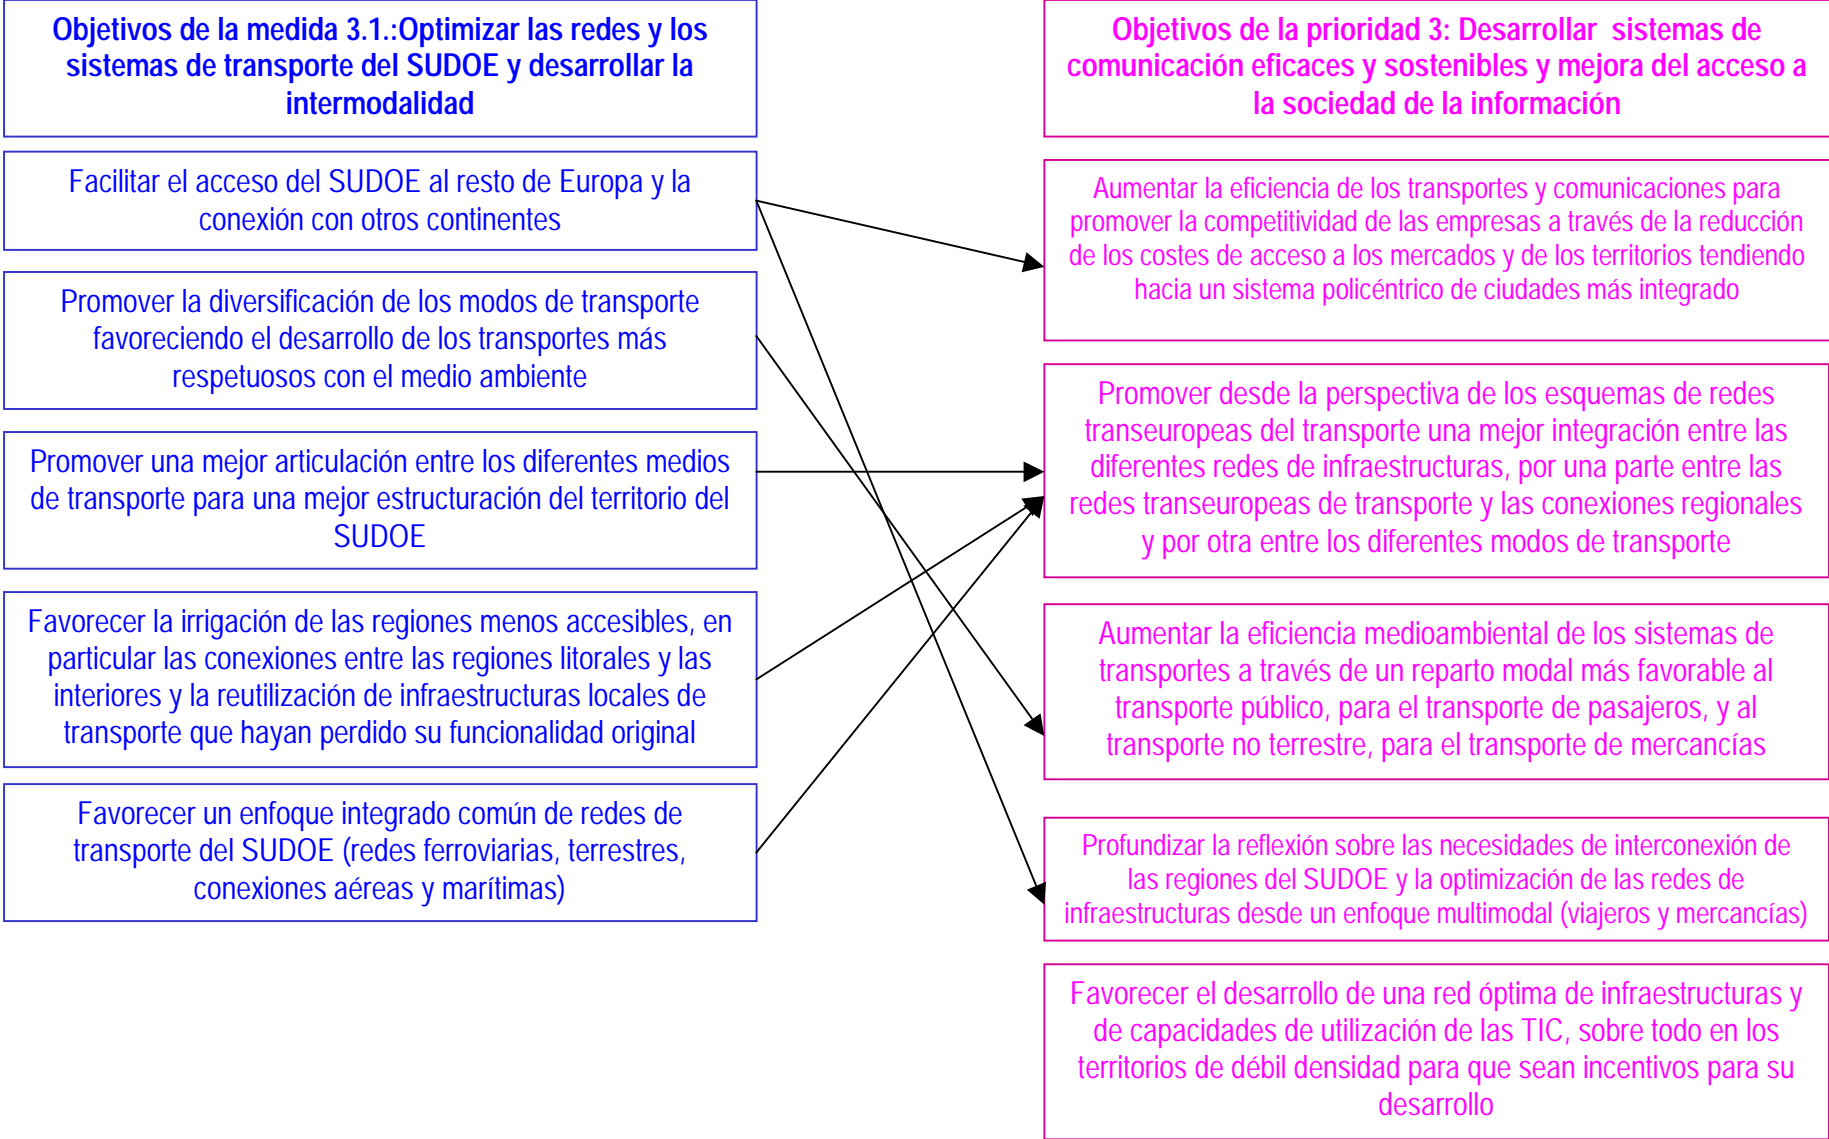 Objetivos de la medida 3.1.:Optimizar las redes y los
sistemas de transporte del SUDOE y desarrollar la
intermodalidad
Facilitar el acceso del SUDOE al resto de Europa y la
conexión con otros continentes
Promover la diversificación de los modos de transporte
favoreciendo el desarrollo de los transportes más
respetuosos con el medio ambiente
Promover una mejor articulación entre los diferentes medios
de transporte para una mejor estructuración del territorio del
SUDOE
Favorecer la irrigación de las regiones menos accesibles, en
particular las conexiones entre las regiones litorales y las
interiores y la reutilización de infraestructuras locales de
transporte que hayan perdido su funcionalidad original
Favorecer un enfoque integrado común de redes de
transporte del SUDOE (redes ferroviarias, terrestres,
conexiones aéreas y marítimas)
Objetivos de la prioridad 3: Desarrollar sistemas de
comunicación eficaces y sostenibles y mejora del acceso a
la sociedad de la información
Aumentar la eficiencia de los transportes y comunicaciones para
promover la competitividad de las empresas a través de la reducción
de los costes de acceso a los mercados y de los territorios tendiendo
hacia un sistema policéntrico de ciudades más integrado
Promover desde la perspectiva de los esquemas de redes
transeuropeas del transporte una mejor integración entre las
diferentes redes de infraestructuras, por una parte entre las
redes transeuropeas de transporte y las conexiones regionales
y por otra entre los diferentes modos de transporte
Aumentar la eficiencia medioambiental de los sistemas de
transportes a través de un reparto modal más favorable al
transporte público, para el transporte de pasajeros, y al
transporte no terrestre, para el transporte de mercancías
Profundizar la reflexión sobre las necesidades de interconexión de
las regiones del SUDOE y la optimización de las redes de
infraestructuras desde un enfoque multimodal (viajeros y mercancías)
Favorecer el desarrollo de una red óptima de infraestructuras y
de capacidades de utilización de las TIC, sobre todo en los
territorios de débil densidad para que sean incentivos para su
desarrollo